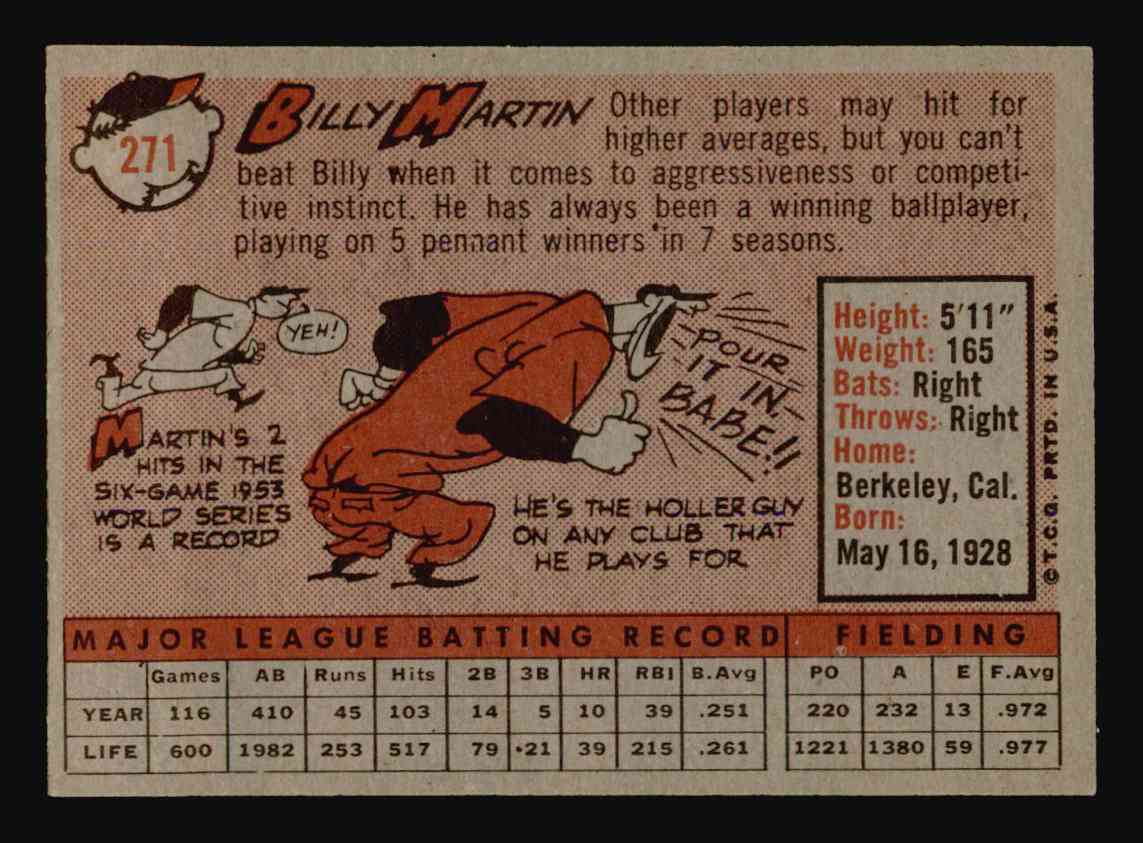 271
BILLY MARTIN Other players may hit for
higher averages, but you can't
beat Billy when it comes to aggressiveness or competi-
tive instinct. He has always been a winning ballplayer,
playing on 5 pennant winners in 7 seasons.
YEH!
MARTIN'S 2
HITS IN THE
SIX-GAME 1953
WORLD SERIES
IS A RECORD
POUR
IT IN,
BABE!!
HE'S THE HOLLER GUY
ON ANY CLUB THAT
HE PLAYS FOR
Height: 5'11"
Weight: 165
Bats: Right
Throws: Right
Home:
Berkeley, Cal.
Born:
May 16, 1928
© T.C.G. PRTD. IN U.S.A.
MAJOR LEAGUE BATTING RECORD FIELDING
Games AB Runs Hits 2B 3B HR RBI B.Avg PO A E F.Avg
YEAR 116 410 45 103 14 5 10 39 .251 220 232 13 .972
LIFE 600 1982 253 517 79 21 39 215 .261 1221 1380 59 .977